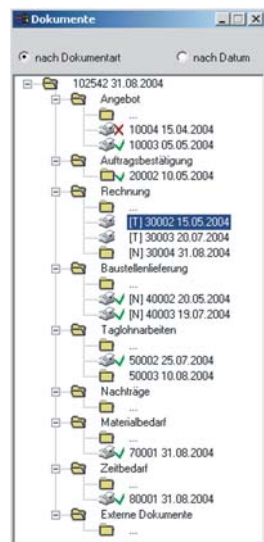 Dokumente
nach Dokumentart nach Datum
102542 31.08.2004
Angebot
...
10004 15.04.2004
10003 05.05.2004
Auftragsbestätigung
20002 10.05.2004
Rechnung
...
[T] 30002 15.05.2004
[T] 30003 20.07.2004
[N] 30004 31.08.2004
Baustellenlieferung
...
[N] 40002 20.05.2004
[N] 40003 19.07.2004
Taglohnarbeiten
...
50002 25.07.2004
50003 10.08.2004
Nachträge
...
Materialbedarf
...
70001 31.08.2004
Zeitbedarf
...
80001 31.08.2004
Externe Dokumente
...